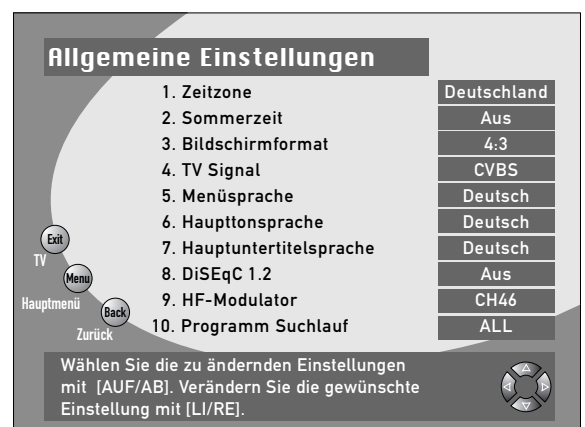 Allgemeine Einstellungen
1. Zeitzone Deutschland
2. Sommerzeit Aus
3. Bildschirmformat 4:3
4. TV Signal CVBS
5. Menüsprache Deutsch
6. Haupttonsprache Deutsch
7. Hauptuntertitelsprache Deutsch
8. DiSEqC 1.2 Aus
9. HF-Modulator CH46
10. Programm Suchlauf ALL
Exit
TV
Menu
Hauptmenü
Back
Zurück
Wählen Sie die zu ändernden Einstellungen
mit [AUF/AB]. Verändern Sie die gewünschte
Einstellung mit [LI/RE].